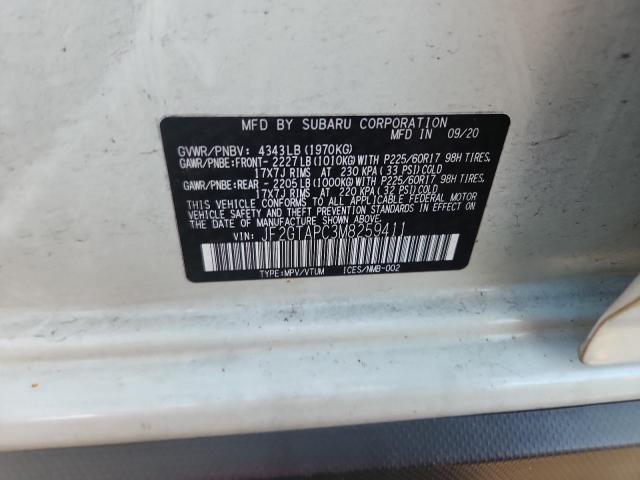 MFD BY SUBARU CORPORATION
MFD IN 09/20
GVWR/PNBV: 4343LB(1970KG)
GAWR/PNBE:FRONT- 2227LB(1010KG)WITH P225/60R17 98H TIRES,
17X7J RIMS AT 230 KPA(33 PSI)COLD
GAWR/PNBE:REAR - 2205LB(1000KG)WITH P225/60R17 98H TIRES,
17X7J RIMS AT 220 KPA(32 PSI)COLD
THIS VEHICLE CONFORMS TO ALL APPLICABLE FEDERAL MOTOR
VEHICLE SAFETY, BUMPER, AND THEFT PREVENTION STANDARDS
IN EFFECT ON THE DATE OF MANUFACTURE SHOWN ABOVE.
VIN: JF2GTAPC3M8259411
TYPE:MPV/VTUM ICES/NMB-002